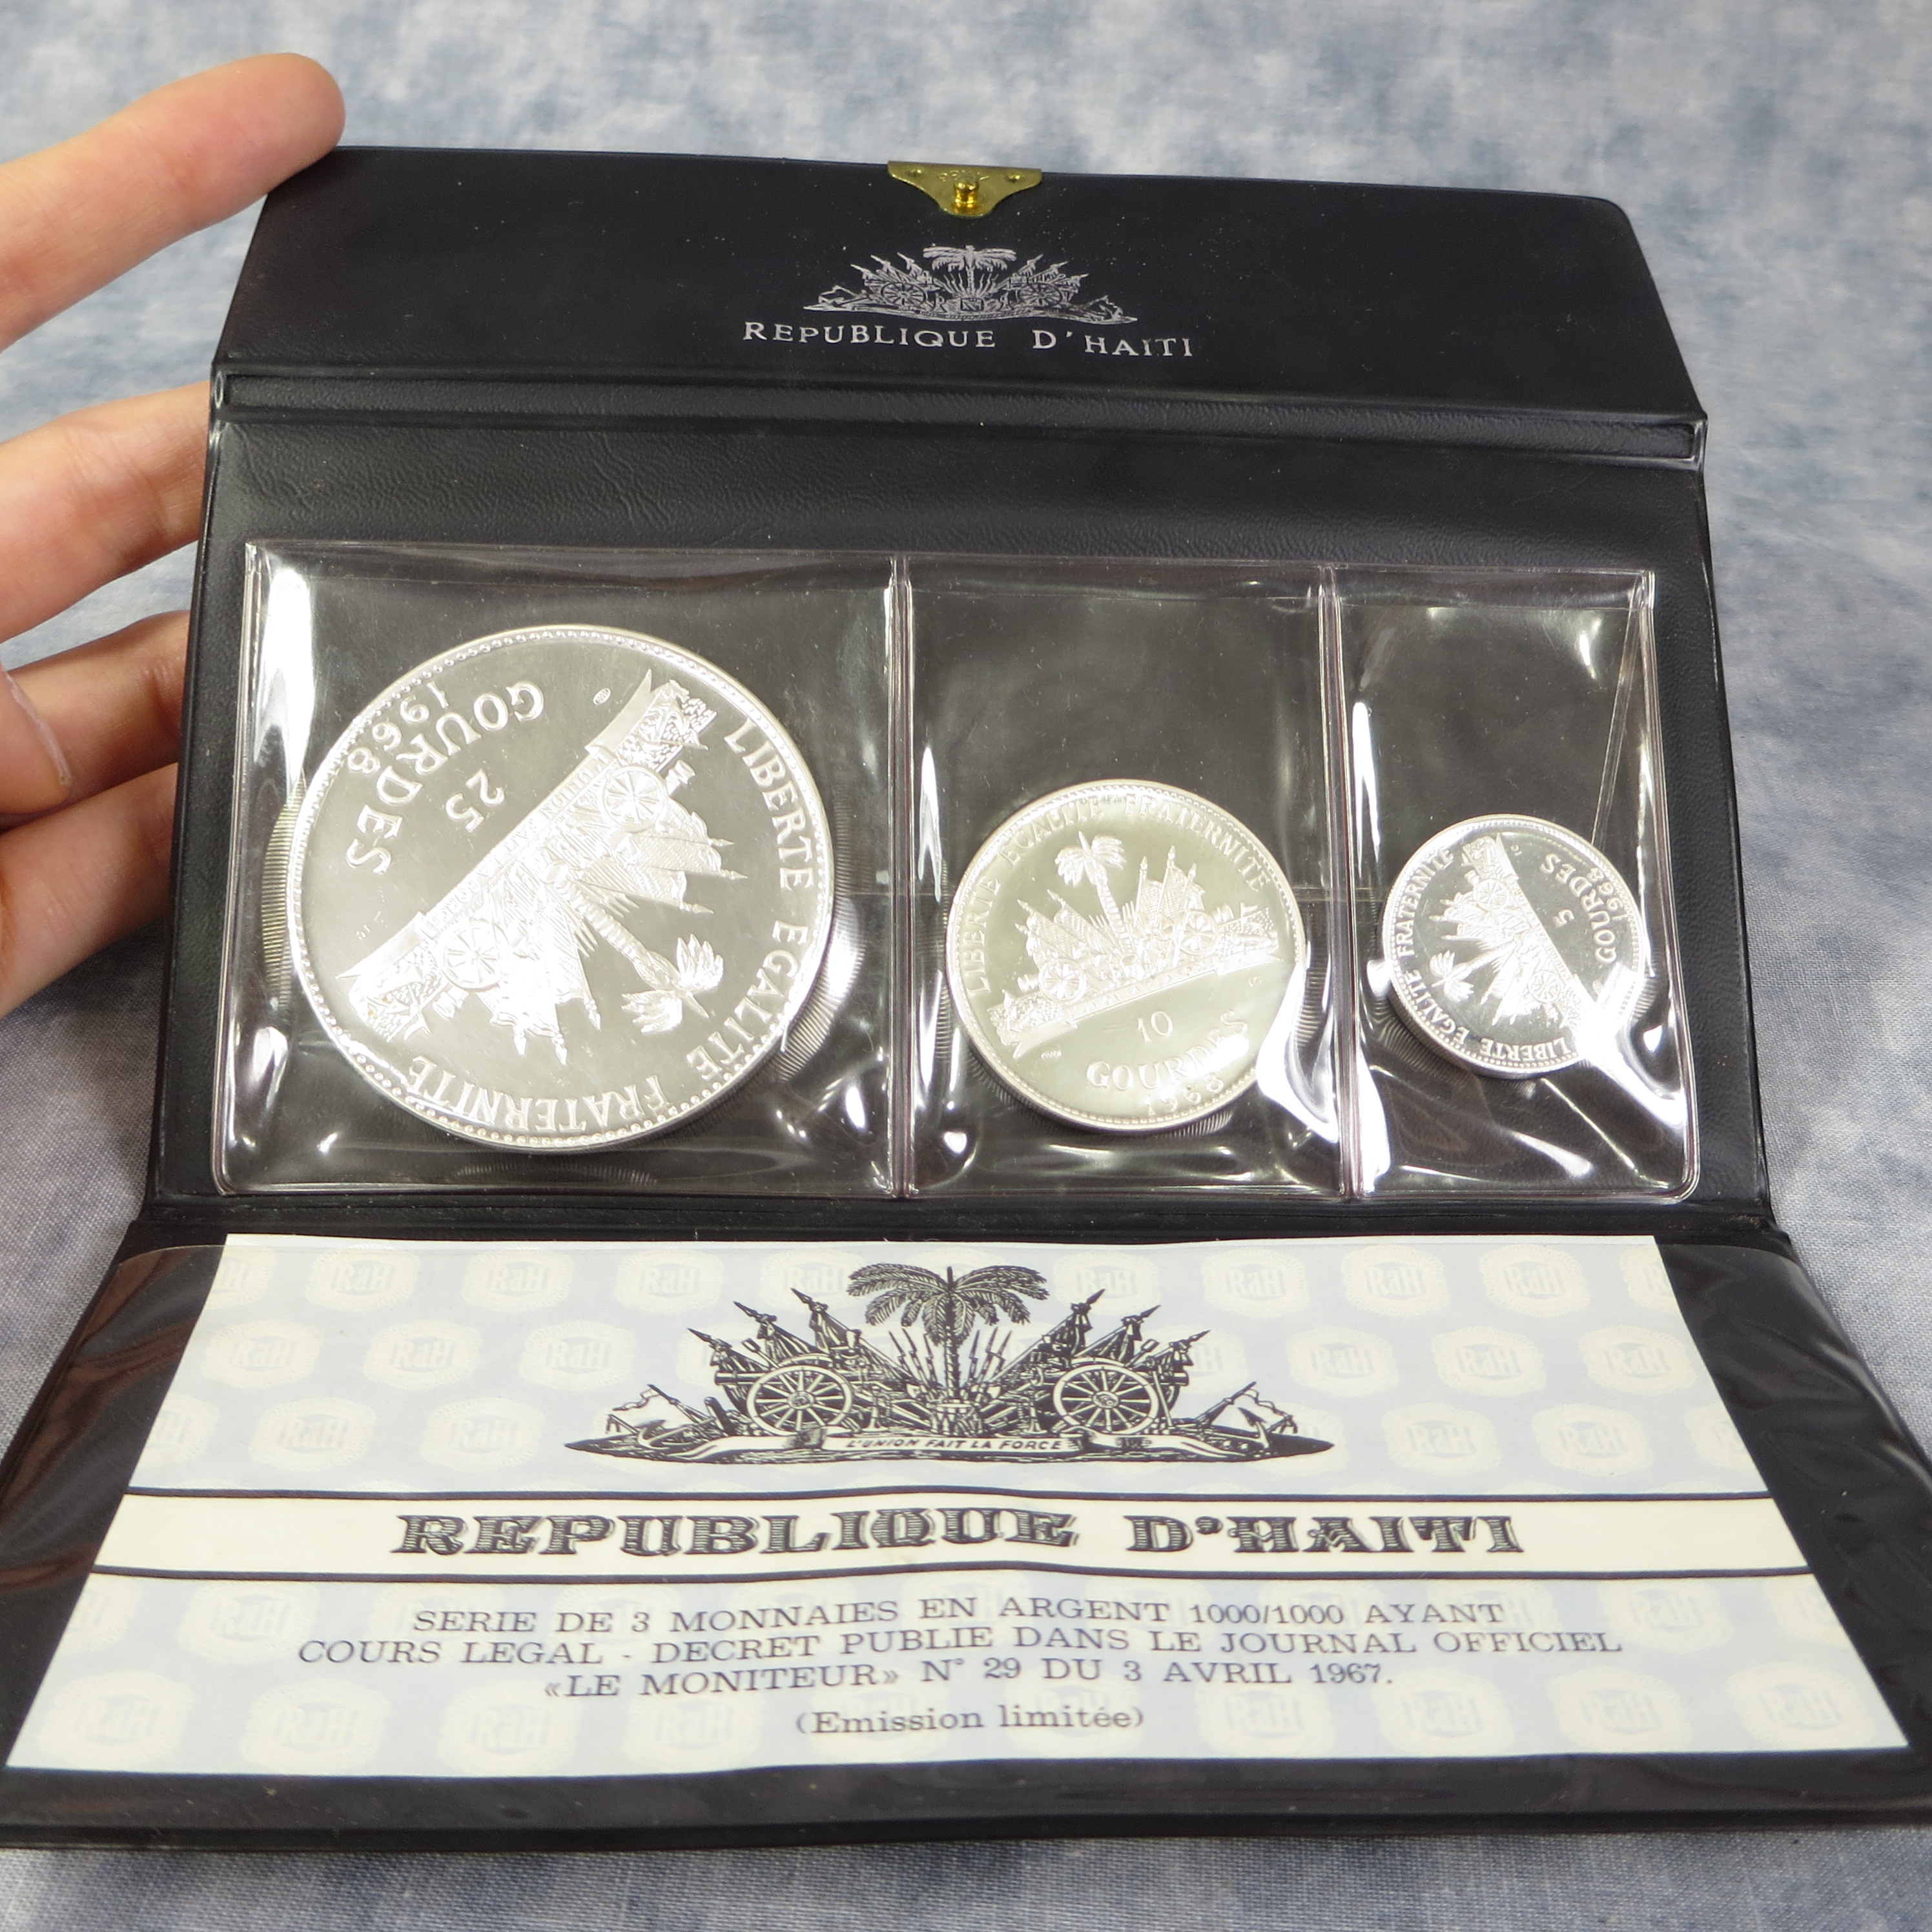 REPUBLIQUE D'HAITI
LIBERTE EGALITE FRATERNITE
25
GOURDES
1968
LIBERTE EGALITE FRATERNITE
10
GOURDES
1968
LIBERTE EGALITE FRATERNITE
5
GOURDES
1968
RaH
L'UNION FAIT LA FORCE
REPUBLIQUE D'HAITI
SERIE DE 3 MONNAIES EN ARGENT 1000/1000 AYANT
COURS LEGAL - DECRET PUBLIE DANS LE JOURNAL OFFICIEL
«LE MONITEUR» N° 29 DU 3 AVRIL 1967.
(Emission limitée)